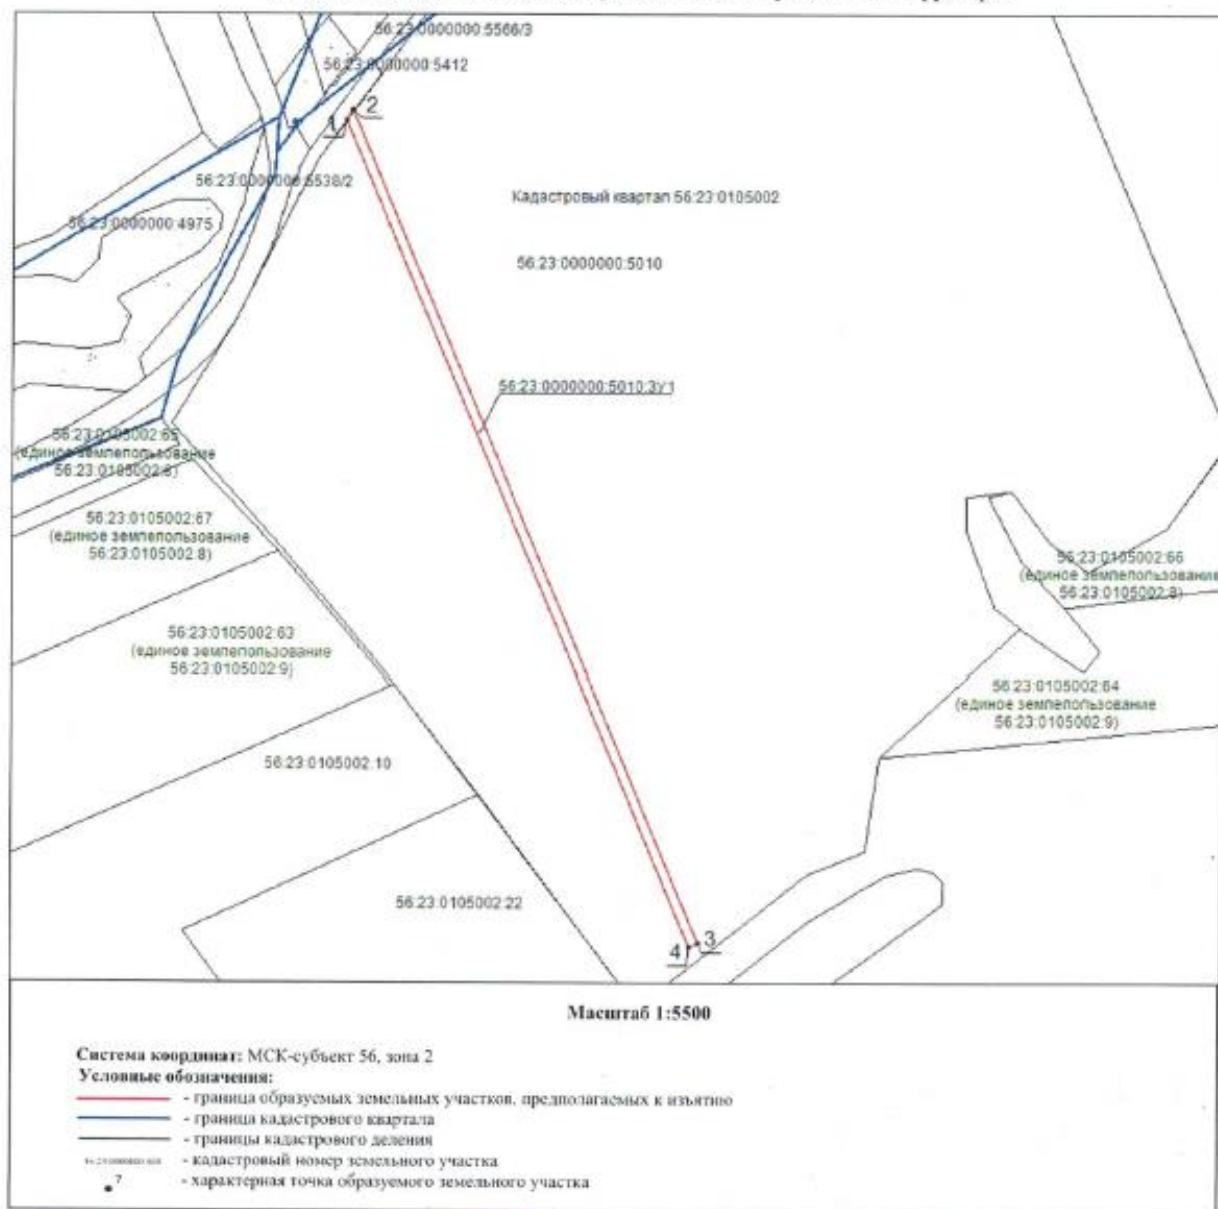 56:23:0000000:5566/3
56:23:0000000:5412
2
1
56:23:0000000:5538/2
Кадастровый квартал 56:23:0105002
56:23:0000000:4975
56:23:0000000:5010
56:23:0000000:5010:ЗУ1
56:23:0105002:65
(единое землепользование
56:23:0105002:8)
56:23:0105002:67
(единое землепользование
56:23:0105002:8)
56:23:0105002:66
(единое землепользование
56:23:0105002:8)
56:23:0105002:63
(единое землепользование
56:23:0105002:9)
56:23:0105002:64
(единое землепользование
56:23:0105002:9)
56:23:0105002:10
56:23:0105002:22
3
4
Масштаб 1:5500
Система координат: МСК-субъект 56, зона 2
Условные обозначения:
- граница образуемых земельных участков, предполагаемых к изъятию
- граница кадастрового квартала
- границы кадастрового деления
- кадастровый номер земельного участка
7
- характерная точка образуемого земельного участка